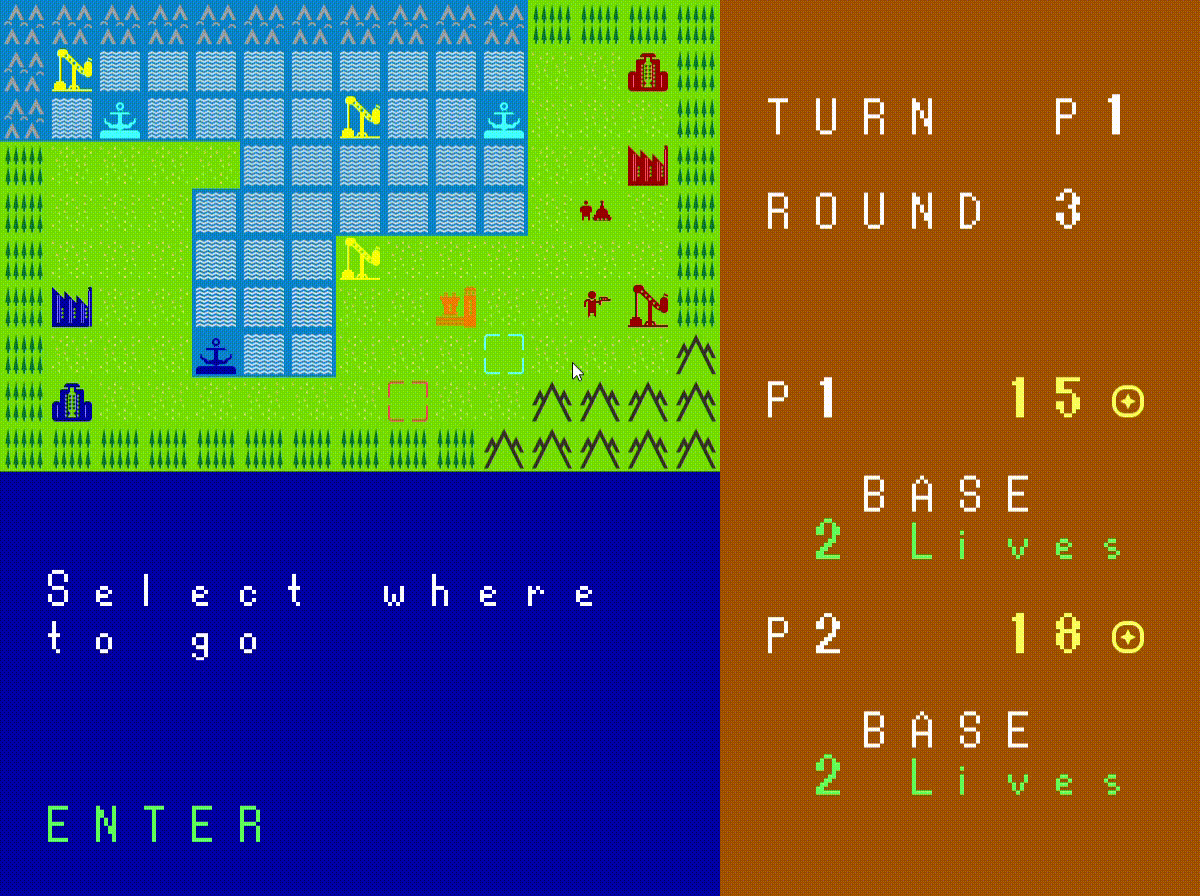 TURN P1
ROUND 3
P1 15
BASE
2 Lives
P2 18
BASE
2 Lives
Select where
to go
ENTER